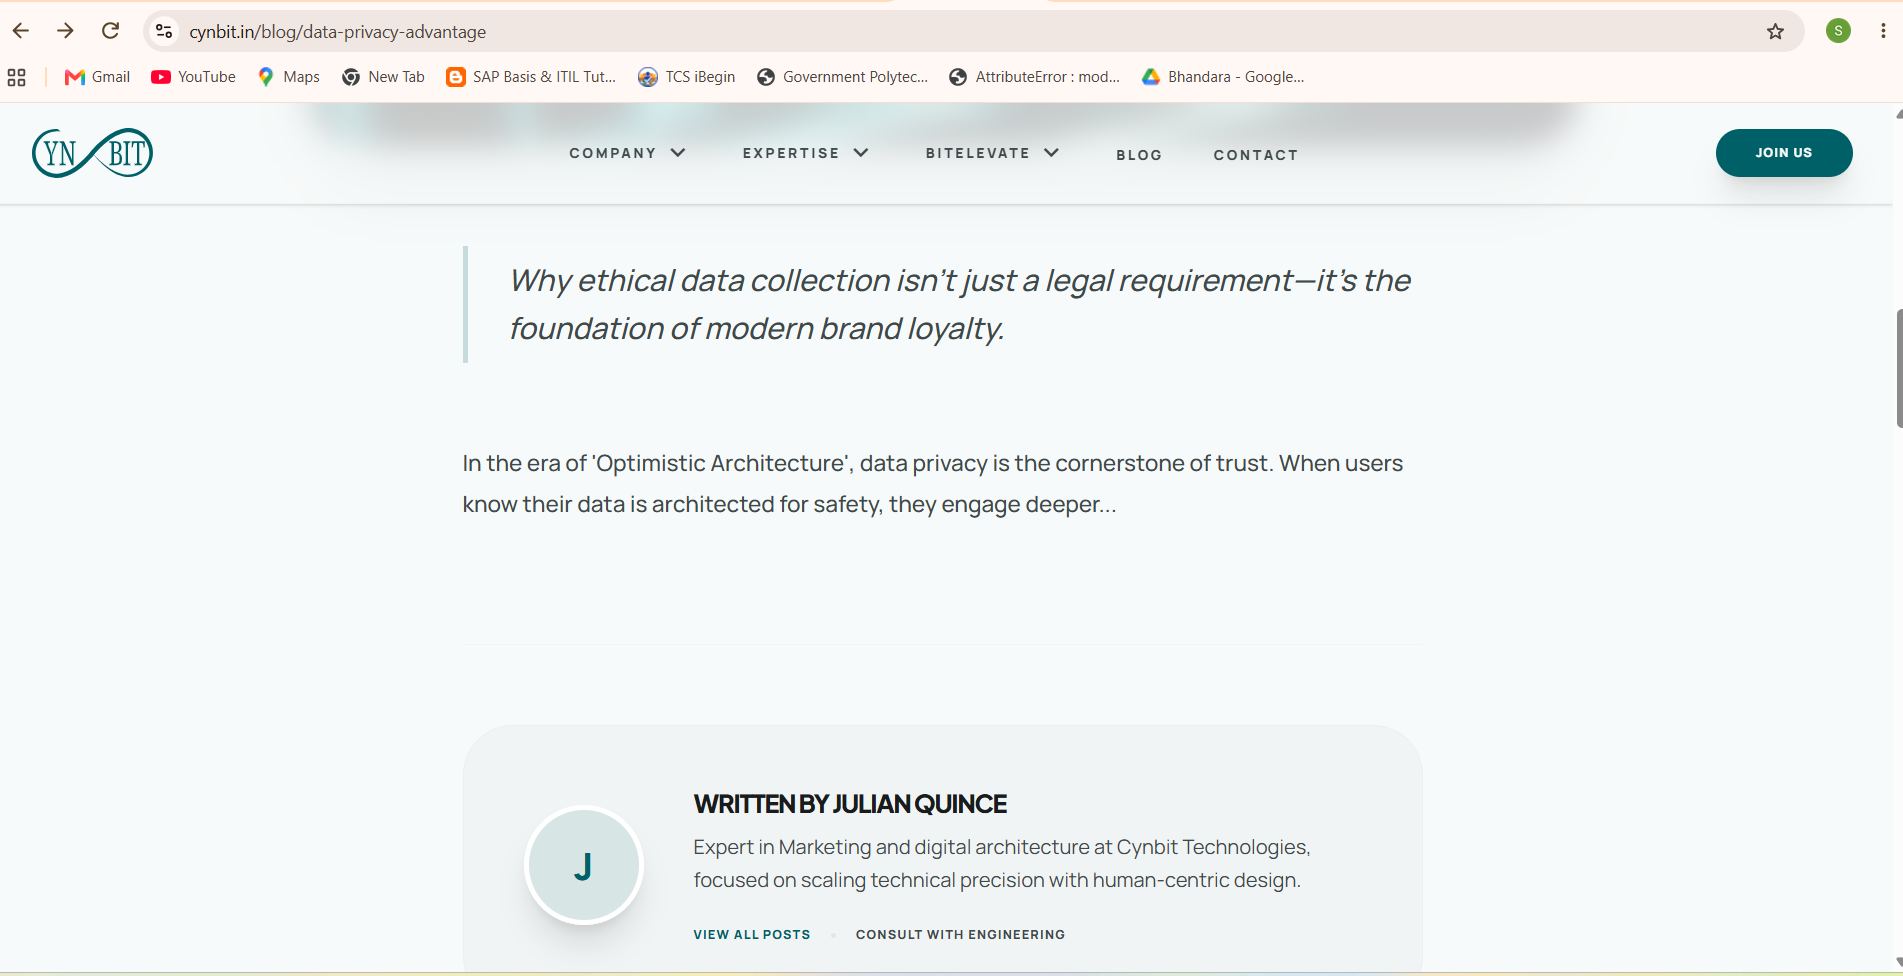 cynbit.in/blog/data-privacy-advantage
S
Gmail
YouTube
Maps
New Tab
SAP Basis & ITIL Tut...
TCS iBegin
Government Polytec...
AttributeError : mod...
Bhandara - Google...
CYN BIT
COMPANY
EXPERTISE
BITELEVATE
BLOG
CONTACT
JOIN US
Why ethical data collection isn't just a legal requirement—it's the
foundation of modern brand loyalty.
In the era of 'Optimistic Architecture', data privacy is the cornerstone of trust. When users
know their data is architected for safety, they engage deeper...
J
WRITTEN BY JULIAN QUINCE
Expert in Marketing and digital architecture at Cynbit Technologies,
focused on scaling technical precision with human-centric design.
VIEW ALL POSTS
CONSULT WITH ENGINEERING